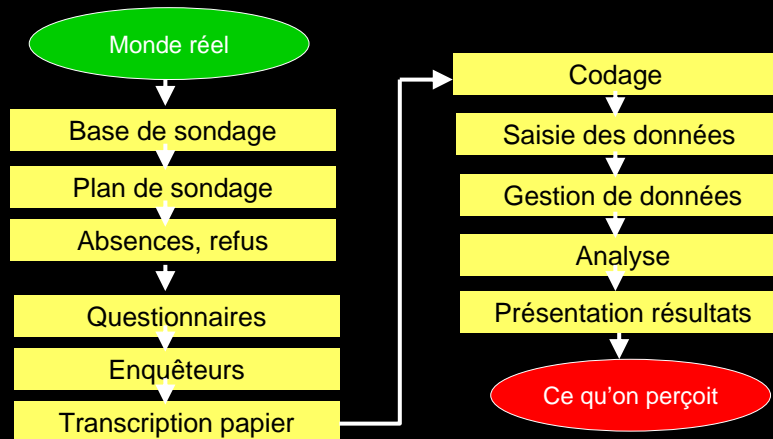 Monde réel
Base de sondage
Plan de sondage
Absences, refus
Questionnaires
Enquêteurs
Transcription papier
Codage
Saisie des données
Gestion de données
Analyse
Présentation résultats
Ce qu'on perçoit